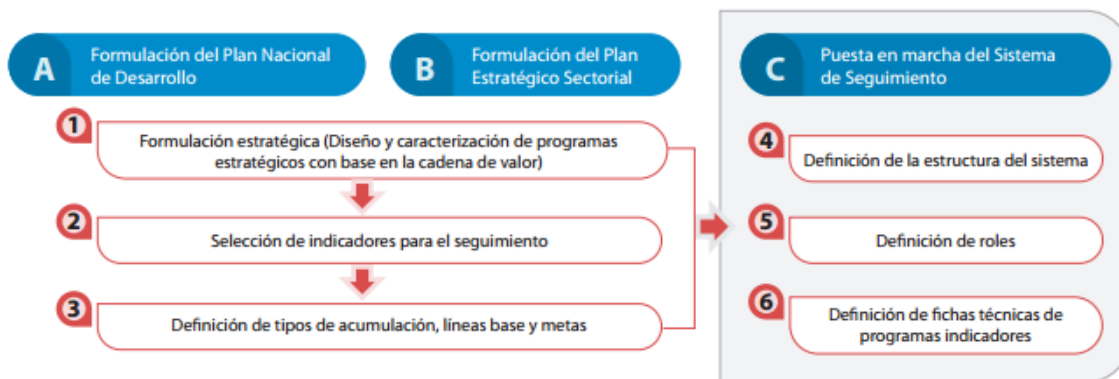 A
Formulación del Plan Nacional
de Desarrollo
B
Formulación del Plan
Estratégico Sectorial
C
Puesta en marcha del Sistema
de Seguimiento
1
Formulación estratégica (Diseño y caracterización de programas
estratégicos con base en la cadena de valor)
2
Selección de indicadores para el seguimiento
3
Definición de tipos de acumulación, líneas base y metas
4
Definición de la estructura del sistema
5
Definición de roles
6
Definición de fichas técnicas de
programas indicadores